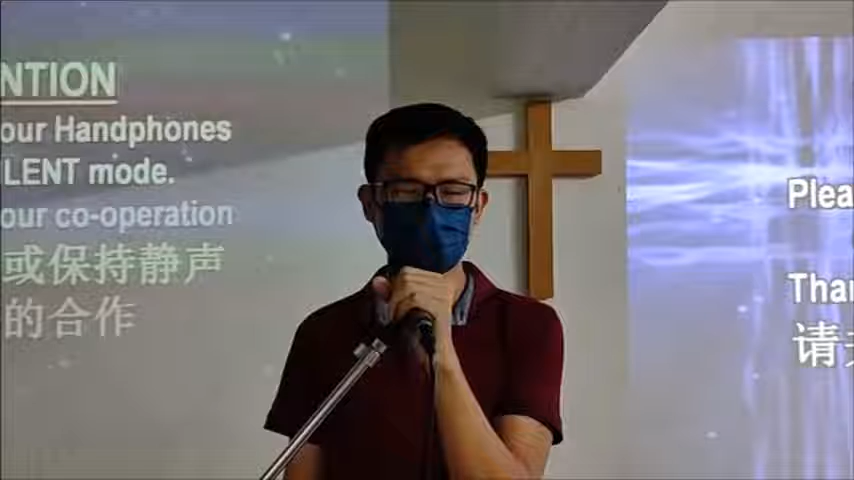 NTION
our Handphones
LENT mode.
our co-operation
或保持静声
的合作
Plea
Than
请